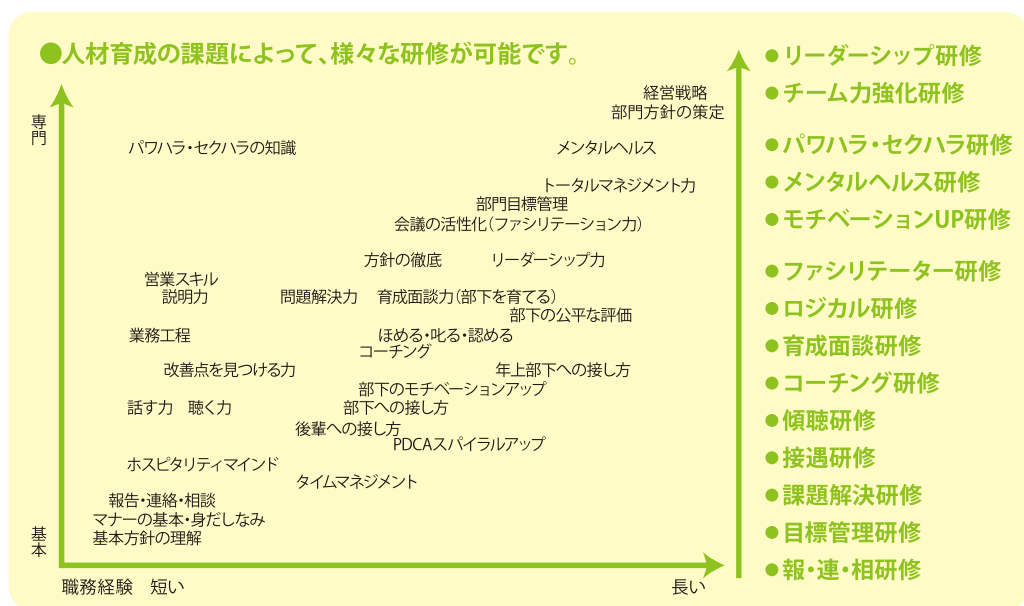 ●人材育成の課題によって、様々な研修が可能です。
専門
経営戦略
部門方針の策定
パワハラ・セクハラの知識
メンタルヘルス
トータルマネジメント力
部門目標管理
会議の活性化（ファシリテーション力）
方針の徹底
リーダーシップ力
営業スキル
説明力
問題解決力
育成面談力（部下を育てる）
部下の公平な評価
業務工程
ほめる・叱る・認める
コーチング
改善点を見つける力
年上部下への接し方
部下のモチベーションアップ
話す力　聴く力
部下への接し方
後輩への接し方
PDCAスパイラルアップ
ホスピタリティマインド
タイムマネジメント
報告・連絡・相談
マナーの基本・身だしなみ
基本方針の理解
基本
職務経験　短い
長い
●リーダーシップ研修
●チーム力強化研修
●パワハラ・セクハラ研修
●メンタルヘルス研修
●モチベーションUP研修
●ファシリテーター研修
●ロジカル研修
●育成面談研修
●コーチング研修
●傾聴研修
●接遇研修
●課題解決研修
●目標管理研修
●報・連・相研修